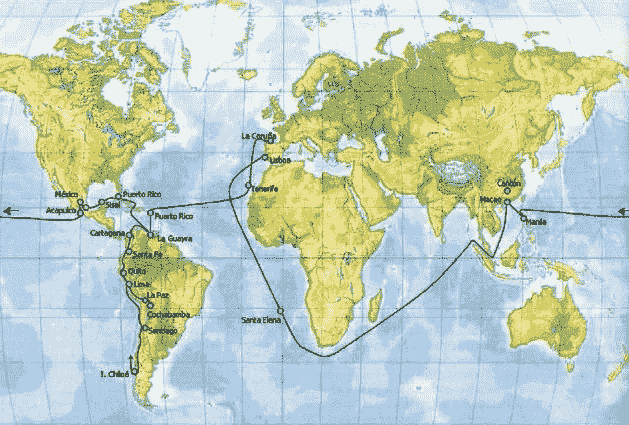 La Coruña
Lisboa
Tenerife
México
Acapulco
Sisal
Puerto Rico
Puerto Rico
Cartagena
La Guayra
Santa Fé
Quito
Lima
La Paz
Cochabamba
Santiago
I. Chiloé
Santa Elena
Cantón
Macao
Manila